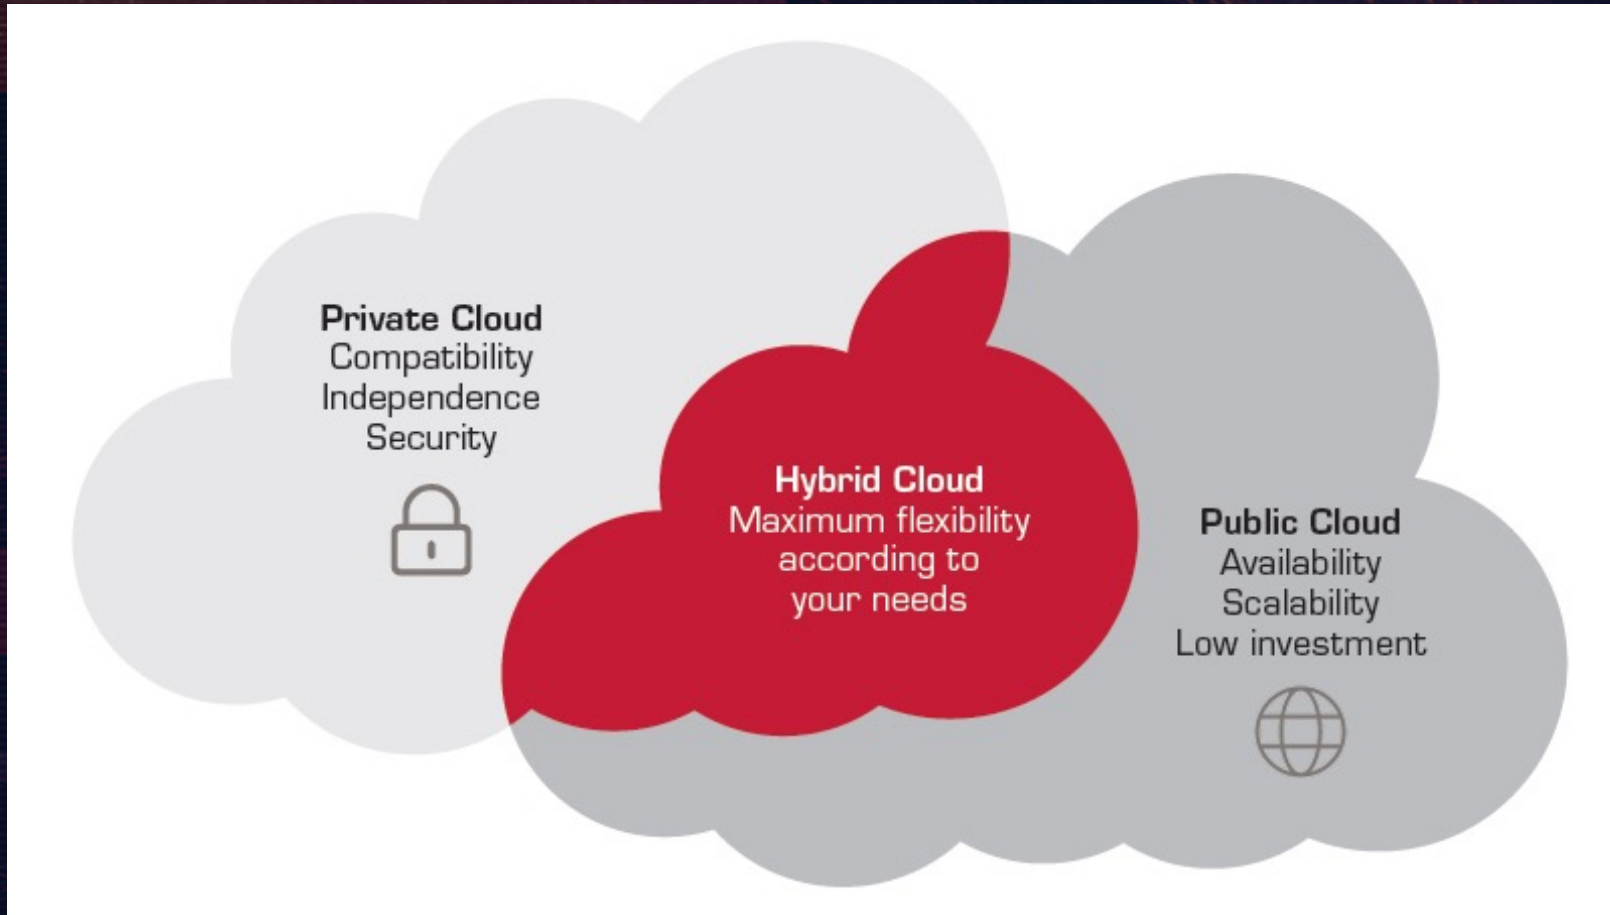 Private Cloud
Compatibility
Independence
Security
Hybrid Cloud
Maximum flexibility
according to
your needs
Public Cloud
Availability
Scalability
Low investment